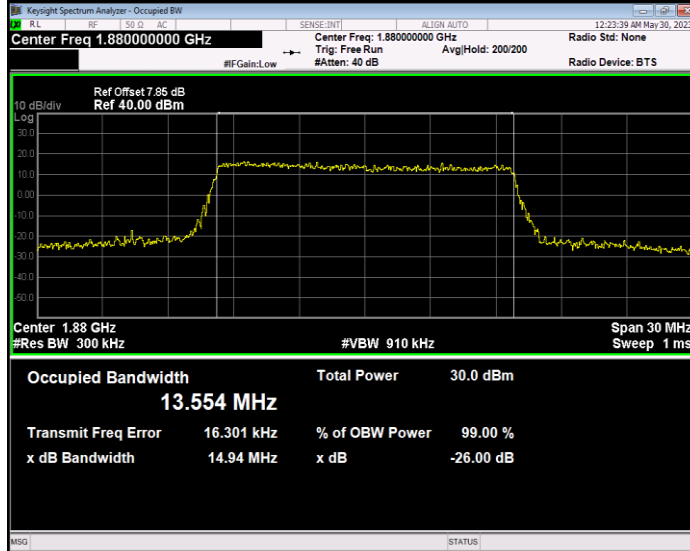 Keysight Spectrum Analyzer - Occupied BW
RL RF 50 Ω AC SENSE:INT ALIGN AUTO 12:23:39 AM May 30, 2023
Center Freq 1.880000000 GHz Center Freq: 1.880000000 GHz Radio Std: None
Trig: Free Run Avg|Hold: 200/200
#IFGain:Low #Atten: 40 dB Radio Device: BTS
Ref Offset 7.85 dB
10 dB/div Ref 40.00 dBm
Log
30.0
20.0
10.0
0.00
-10.0
-20.0
-30.0
-40.0
-50.0
Center 1.88 GHz Span 30 MHz
#Res BW 300 kHz #VBW 910 kHz Sweep 1 ms
Occupied Bandwidth Total Power 30.0 dBm
13.554 MHz
Transmit Freq Error 16.301 kHz % of OBW Power 99.00 %
x dB Bandwidth 14.94 MHz x dB -26.00 dB
MSG STATUS